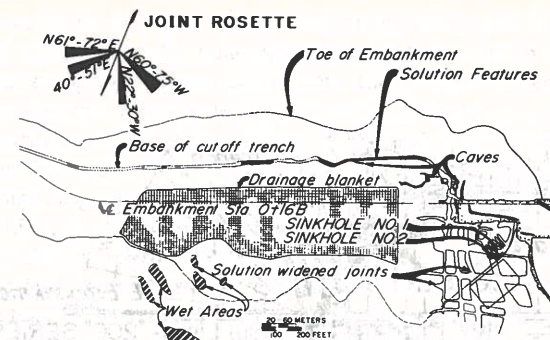 JOINT ROSETTE
N61°-72°E
40°-51°E
N60°-75°W
N22°-30°W
Toe of Embankment
Solution Features
Base of cutoff trench
Caves
Drainage blanket
℄ Embankment Sta 0+16B
SINKHOLE NO.1
SINKHOLE NO.2
Solution widened joints
Wet Areas
20 60 METERS
100 200 FEET